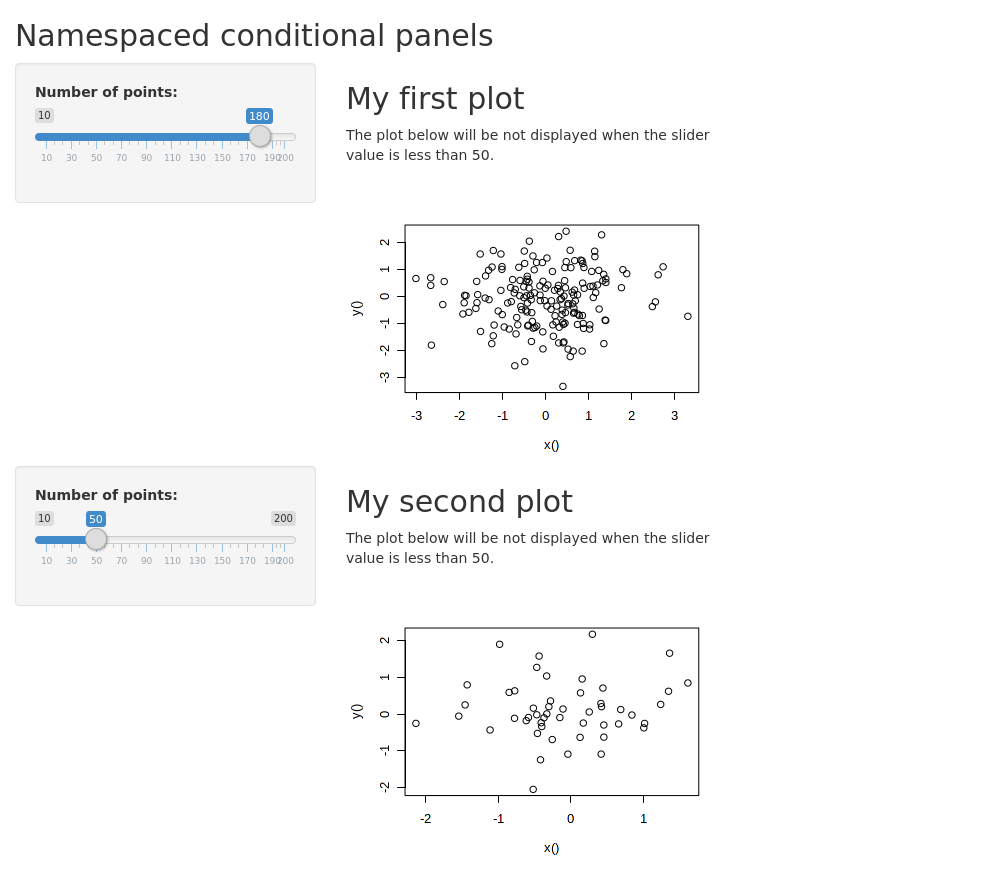 Namespaced conditional panels
Number of points:
10 180
10 30 50 70 90 110 130 150 170 190 200
My first plot
The plot below will be not displayed when the slider
value is less than 50.
y()
2
1
0
-1
-2
-3
-3 -2 -1 0 1 2 3
x()
Number of points:
10 50 200
10 30 50 70 90 110 130 150 170 190 200
My second plot
The plot below will be not displayed when the slider
value is less than 50.
y()
2
1
0
-1
-2
-2 -1 0 1
x()